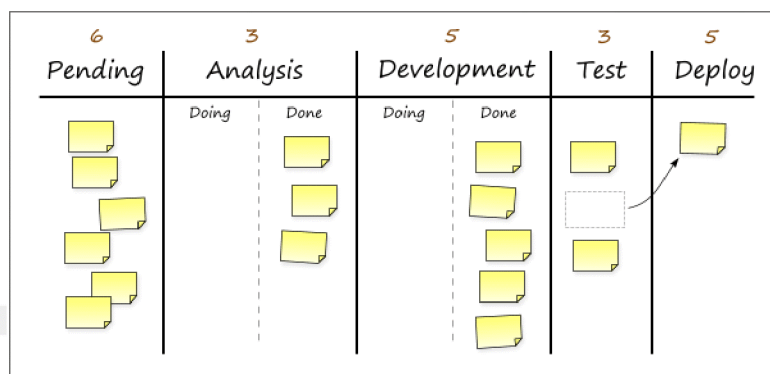 6 3 5 3 5
Pending Analysis Development Test Deploy
Doing Done Doing Done